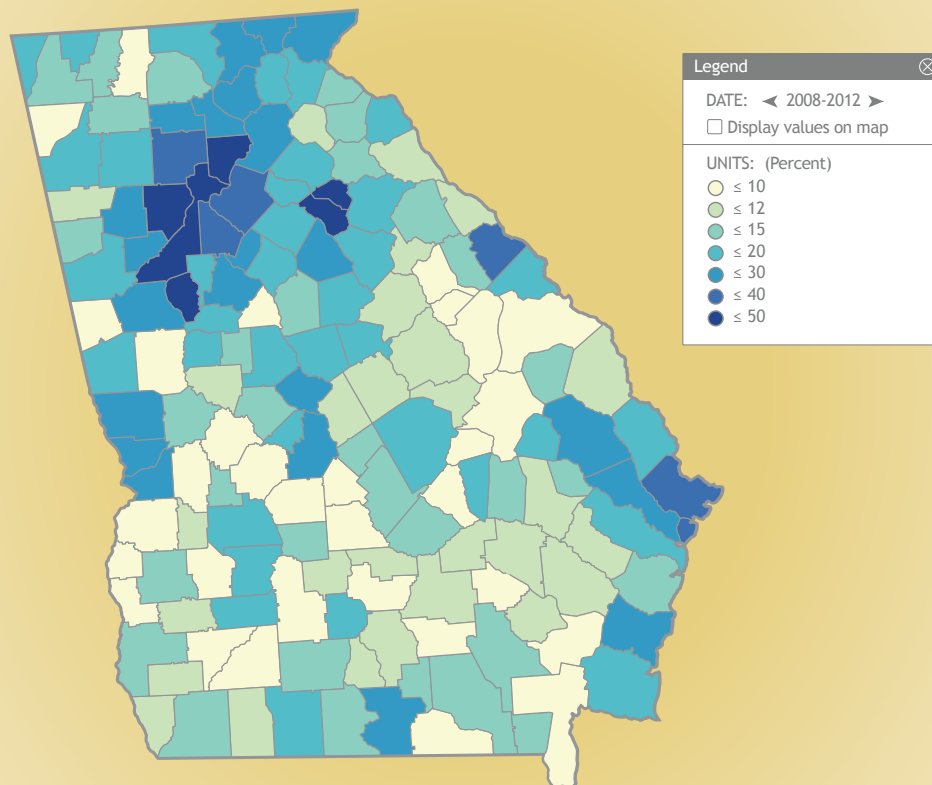 Legend
DATE: ◀ 2008-2012 ▶
Display values on map
UNITS: (Percent)
≤ 10
≤ 12
≤ 15
≤ 20
≤ 30
≤ 40
≤ 50